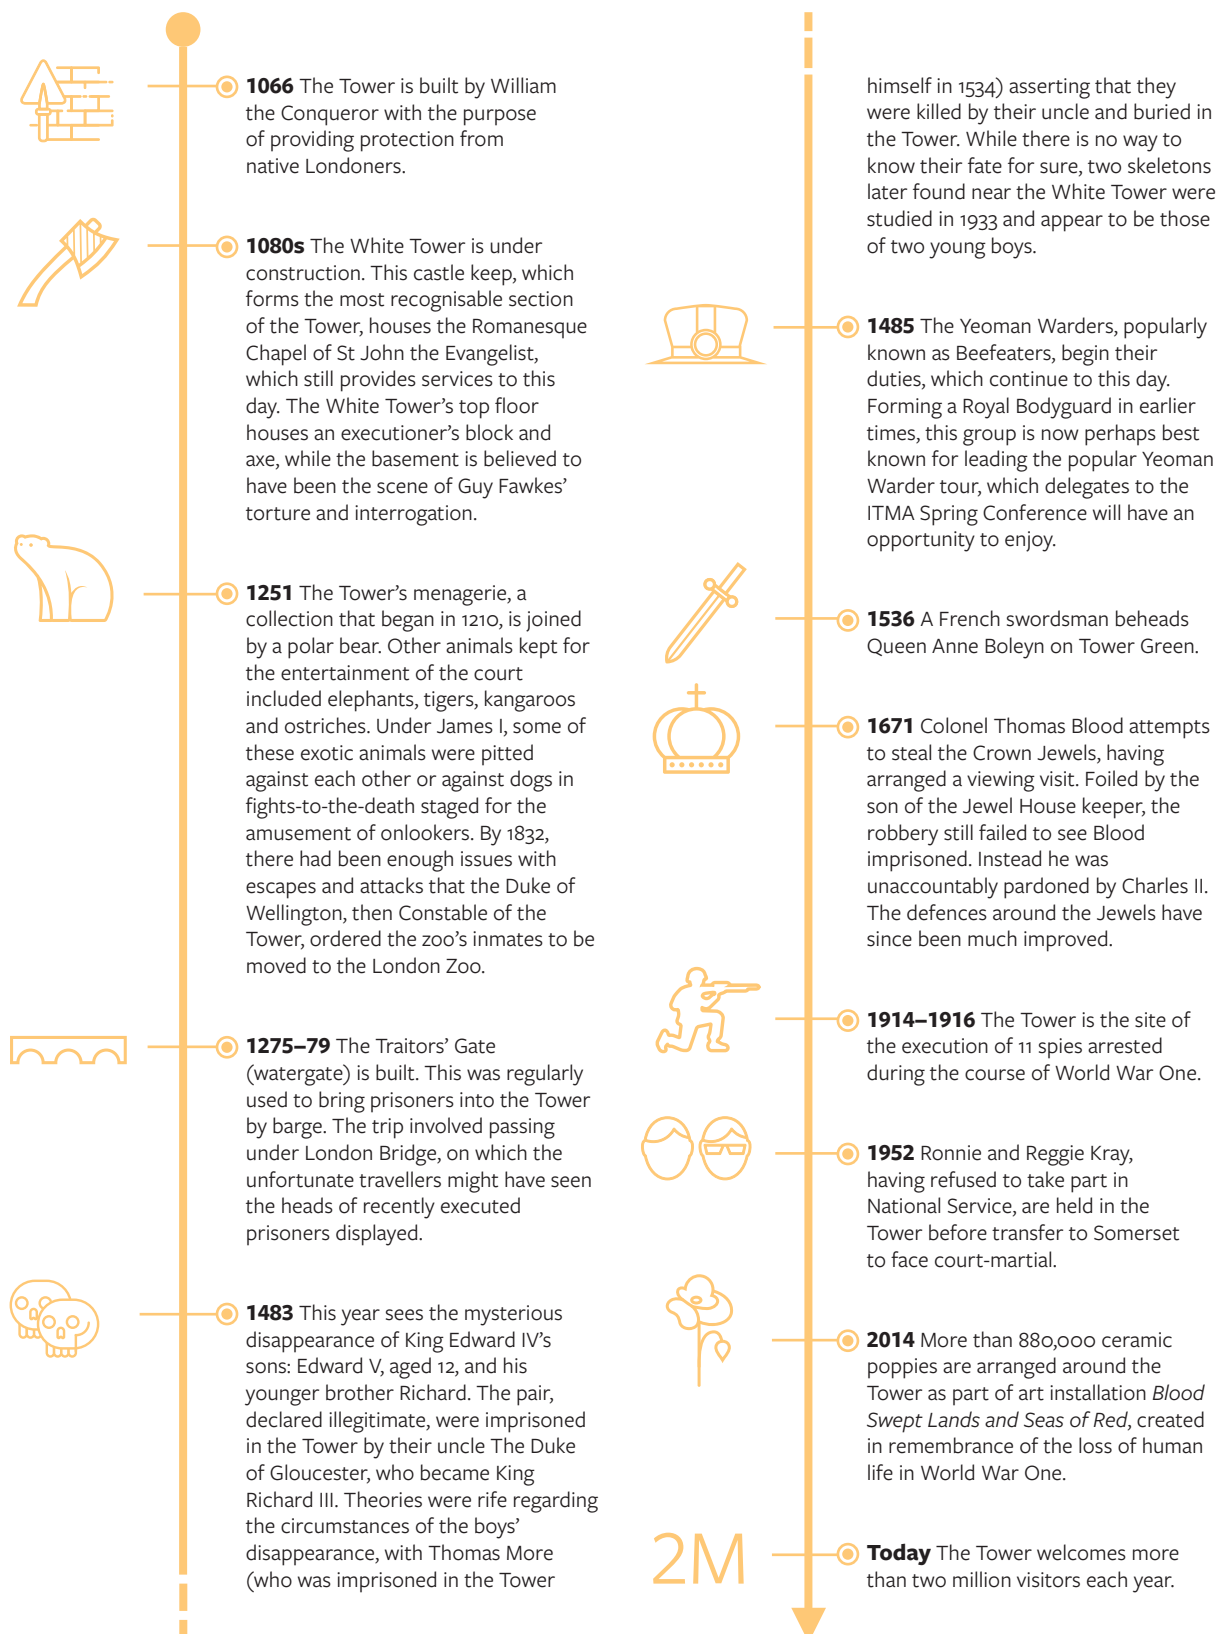 1066 The Tower is built by William
the Conqueror with the purpose
of providing protection from
native Londoners.
1080s The White Tower is under
construction. This castle keep, which
forms the most recognisable section
of the Tower, houses the Romanesque
Chapel of St John the Evangelist,
which still provides services to this
day. The White Tower’s top floor
houses an executioner’s block and
axe, while the basement is believed to
have been the scene of Guy Fawkes’
torture and interrogation.
1251 The Tower’s menagerie, a
collection that began in 1210, is joined
by a polar bear. Other animals kept for
the entertainment of the court
included elephants, tigers, kangaroos
and ostriches. Under James I, some of
these exotic animals were pitted
against each other or against dogs in
fights-to-the-death staged for the
amusement of onlookers. By 1832,
there had been enough issues with
escapes and attacks that the Duke of
Wellington, then Constable of the
Tower, ordered the zoo’s inmates to be
moved to the London Zoo.
1275–79 The Traitors’ Gate
(watergate) is built. This was regularly
used to bring prisoners into the Tower
by barge. The trip involved passing
under London Bridge, on which the
unfortunate travellers might have seen
the heads of recently executed
prisoners displayed.
1483 This year sees the mysterious
disappearance of King Edward IV’s
sons: Edward V, aged 12, and his
younger brother Richard. The pair,
declared illegitimate, were imprisoned
in the Tower by their uncle The Duke
of Gloucester, who became King
Richard III. Theories were rife regarding
the circumstances of the boys’
disappearance, with Thomas More
(who was imprisoned in the Tower
himself in 1534) asserting that they
were killed by their uncle and buried in
the Tower. While there is no way to
know their fate for sure, two skeletons
later found near the White Tower were
studied in 1933 and appear to be those
of two young boys.
1485 The Yeoman Warders, popularly
known as Beefeaters, begin their
duties, which continue to this day.
Forming a Royal Bodyguard in earlier
times, this group is now perhaps best
known for leading the popular Yeoman
Warder tour, which delegates to the
ITMA Spring Conference will have an
opportunity to enjoy.
1536 A French swordsman beheads
Queen Anne Boleyn on Tower Green.
1671 Colonel Thomas Blood attempts
to steal the Crown Jewels, having
arranged a viewing visit. Foiled by the
son of the Jewel House keeper, the
robbery still failed to see Blood
imprisoned. Instead he was
unaccountably pardoned by Charles II.
The defences around the Jewels have
since been much improved.
1914–1916 The Tower is the site of
the execution of 11 spies arrested
during the course of World War One.
1952 Ronnie and Reggie Kray,
having refused to take part in
National Service, are held in the
Tower before transfer to Somerset
to face court-martial.
2014 More than 880,000 ceramic
poppies are arranged around the
Tower as part of art installation Blood
Swept Lands and Seas of Red, created
in remembrance of the loss of human
life in World War One.
2M
Today The Tower welcomes more
than two million visitors each year.